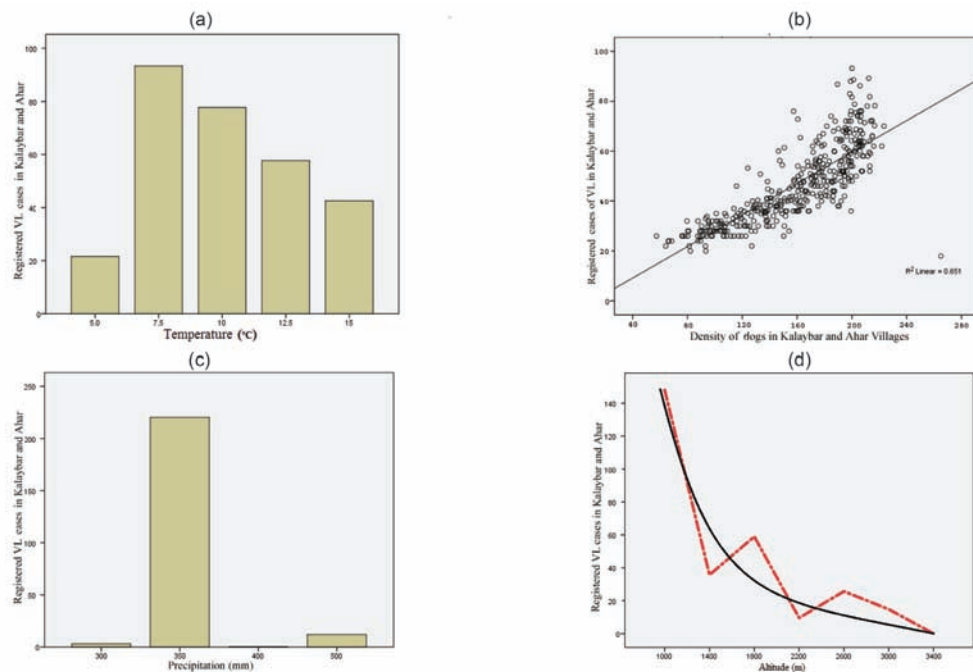 (a)
Registered VL cases in Kalaybar and Ahar
100
80
60
40
20
0
5.0 7.5 10 12.5 15
Temperature (°C)
(b)
Registered cases of VL in Kalaybar and Ahar
100
80
60
40
20
0
R² Linear = 0.651
40 80 120 160 200 240 280
Density of dogs in Kalaybar and Ahar Villages
(c)
Registered VL cases in Kalaybar and Ahar
250
200
150
100
50
0
300 350 400 500
Precipitation (mm)
(d)
Registered VL cases in Kalaybar and Ahar
140
120
100
80
60
40
20
0
1000 1400 1800 2200 2600 3000 3400
Altitude (m)